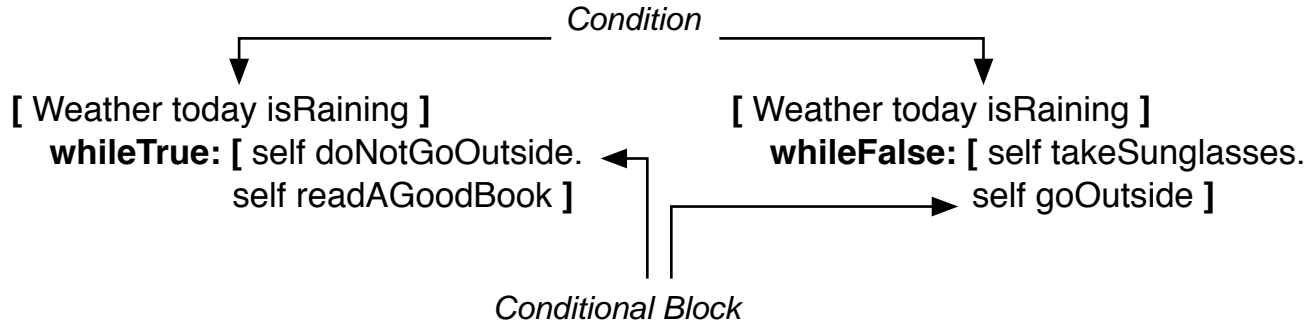 Condition
[ Weather today isRaining ]
whileTrue: [ self doNotGoOutside.
self readAGoodBook ]
[ Weather today isRaining ]
whileFalse: [ self takeSunglasses.
self goOutside ]
Conditional Block